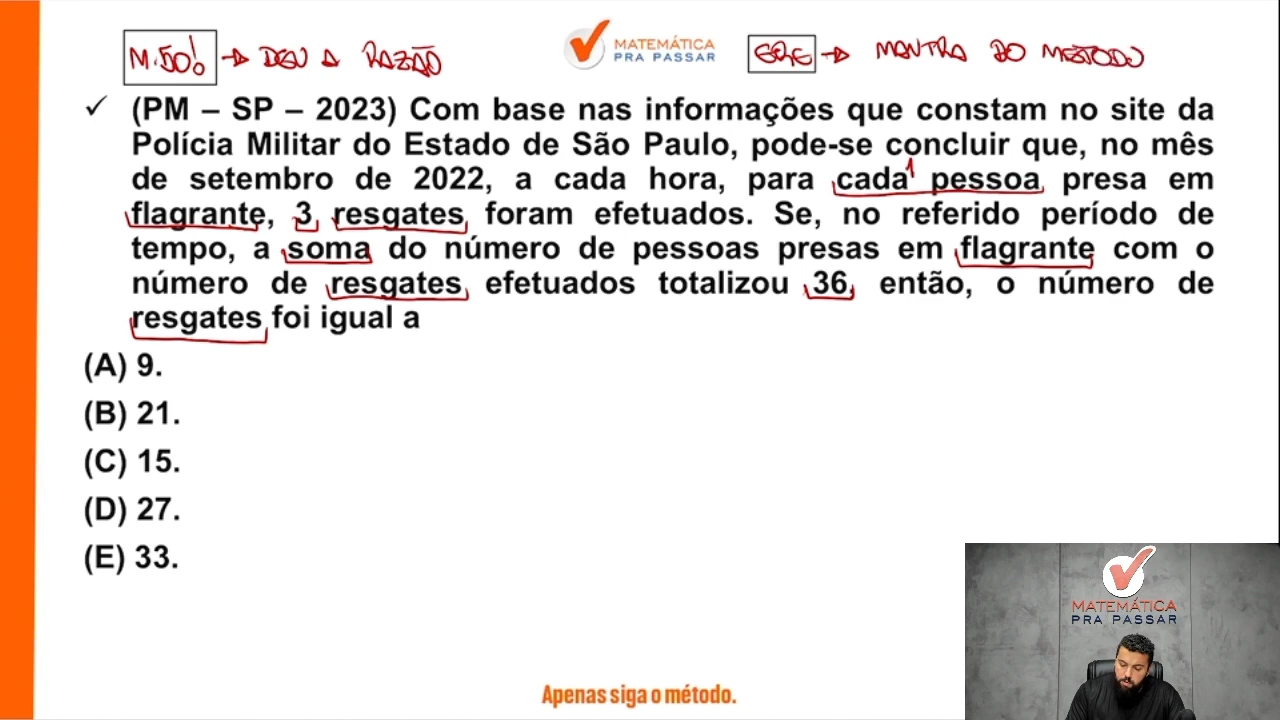 M.50! → DEU A RAZÃO
MATEMÁTICA
PRA PASSAR
→ MANTRA DO MÉTODO
✓ (PM – SP – 2023) Com base nas informações que constam no site da
Polícia Militar do Estado de São Paulo, pode-se concluir que, no mês
de setembro de 2022, a cada hora, para cada 1 pessoa presa em
flagrante, 3 resgates foram efetuados. Se, no referido período de
tempo, a soma do número de pessoas presas em flagrante com o
número de resgates efetuados totalizou 36, então, o número de
resgates foi igual a
(A) 9.
(B) 21.
(C) 15.
(D) 27.
(E) 33.
MATEMÁTICA
PRA PASSAR
Apenas siga o método.